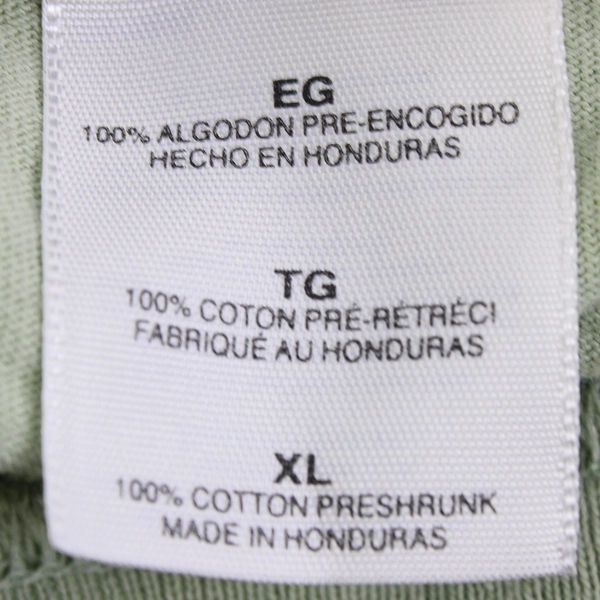 EG
100% ALGODON PRE-ENCOGIDO
HECHO EN HONDURAS
TG
100% COTON PRÉ-RÉTRÉCI
FABRIQUÉ AU HONDURAS
XL
100% COTTON PRESHRUNK
MADE IN HONDURAS